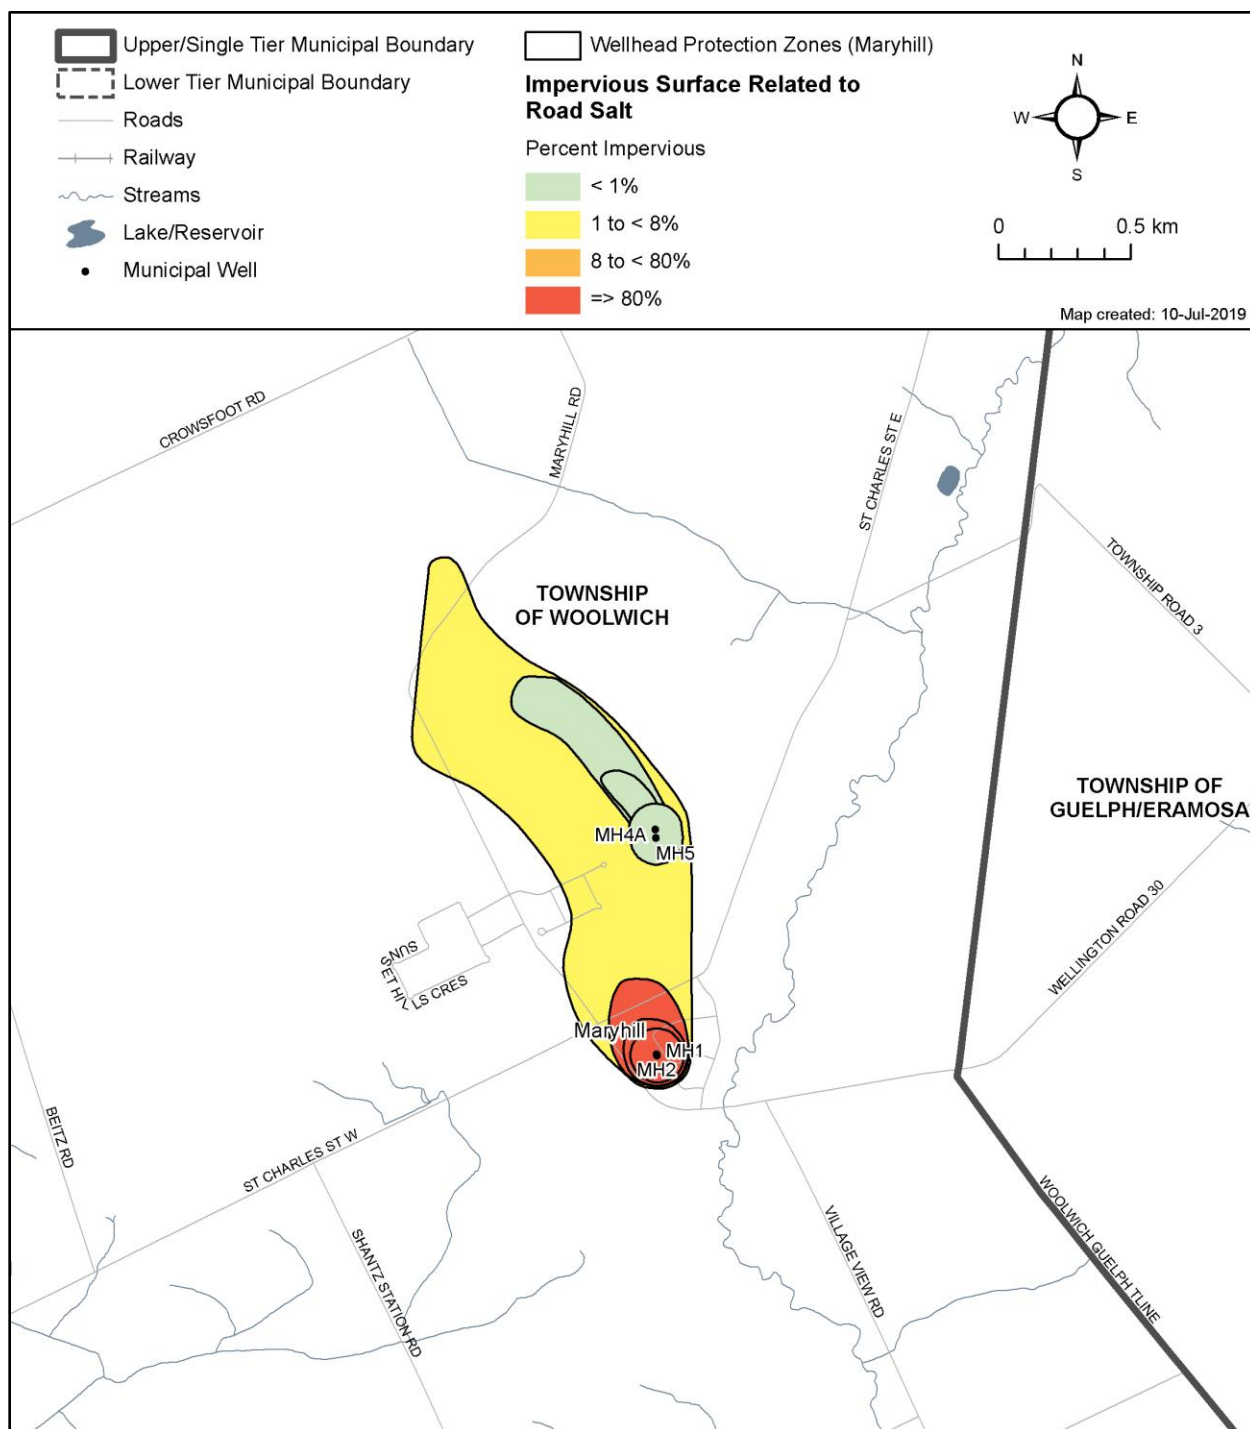 Upper/Single Tier Municipal Boundary
Lower Tier Municipal Boundary
Roads
Railway
Streams
Lake/Reservoir
Municipal Well
Wellhead Protection Zones (Maryhill)
Impervious Surface Related to
Road Salt
Percent Impervious
< 1%
1 to < 8%
8 to < 80%
=> 80%
N
W
E
S
0
0.5 km
Map created: 10-Jul-2019
CROWSFOOT RD
MARYHILL RD
ST CHARLES ST E
TOWNSHIP ROAD 3
TOWNSHIP
OF WOOLWICH
TOWNSHIP OF
GUELPH/ERAMOSA
MH4A
MH5
WELLINGTON ROAD 30
SUNSET HILLS CRES
Maryhill
MH1
MH2
BEITZ RD
ST CHARLES ST W
SHANTZ STATION RD
VILLAGE VIEW RD
WOOLWICH GUELPH TLINE